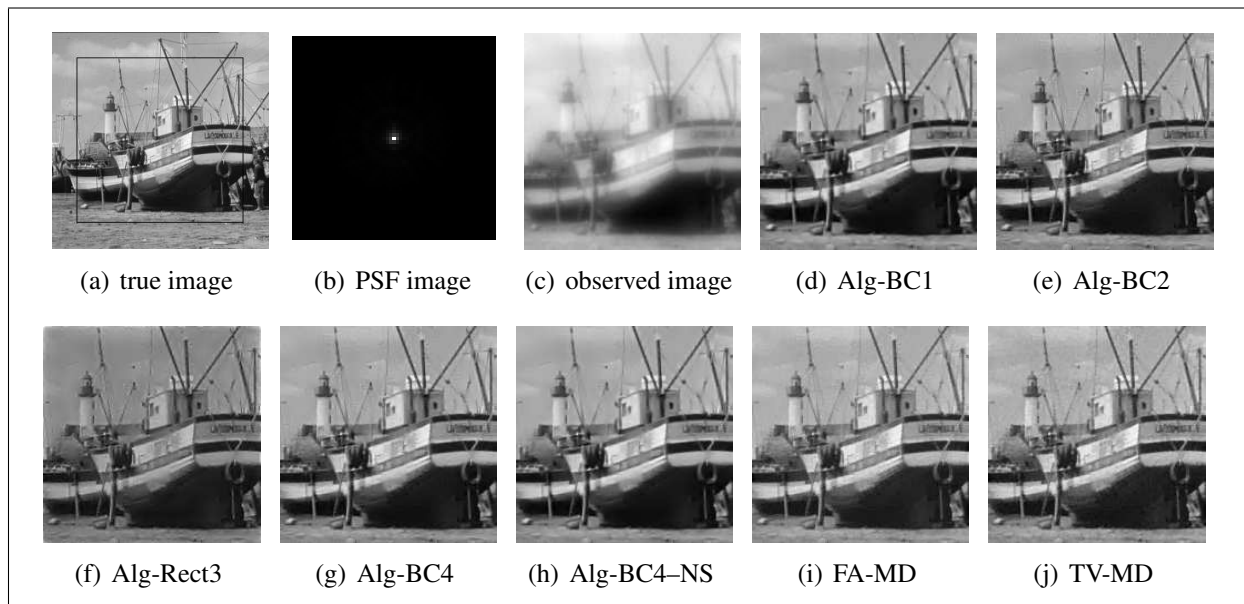 (a) true image
(b) PSF image
(c) observed image
(d) Alg-BC1
(e) Alg-BC2
(f) Alg-Rect3
(g) Alg-BC4
(h) Alg-BC4–NS
(i) FA-MD
(j) TV-MD